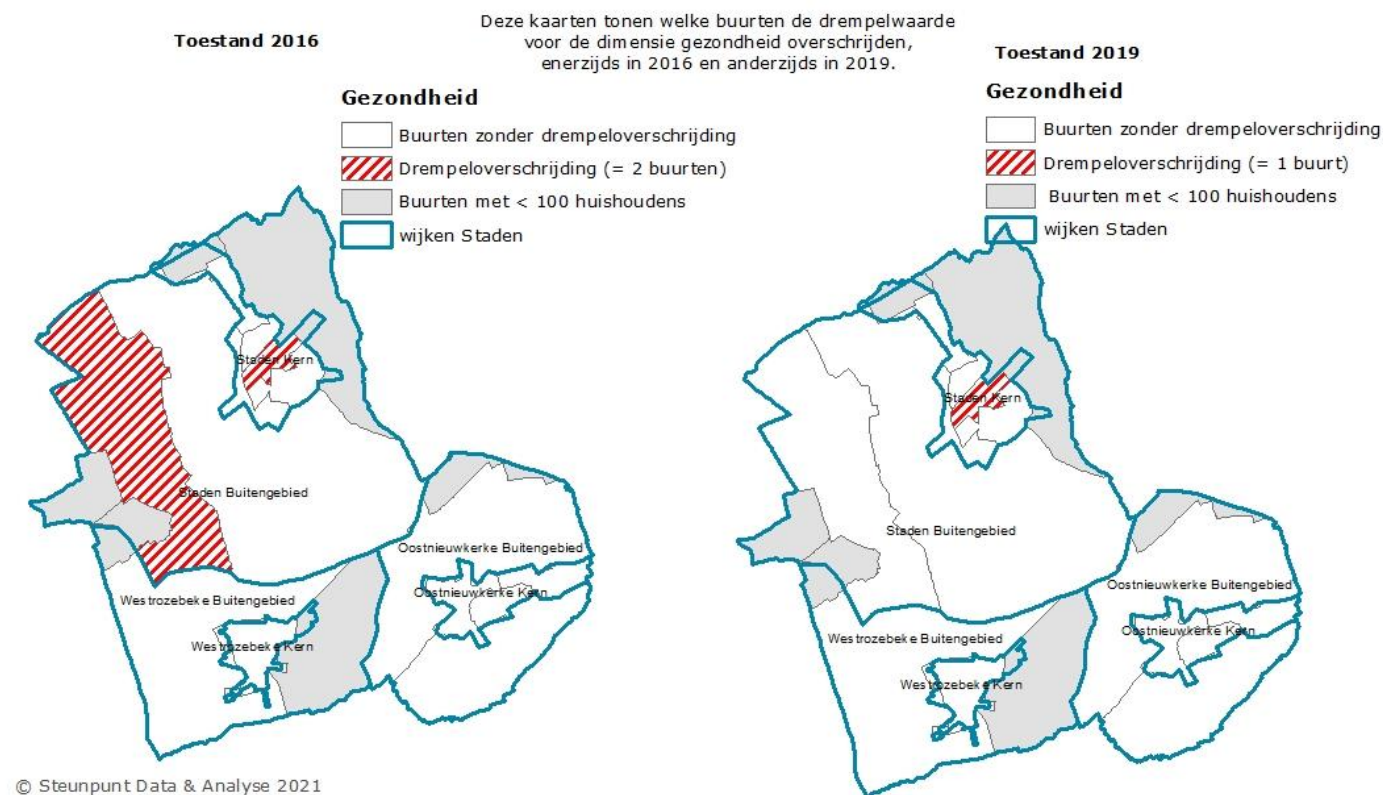 Deze kaarten tonen welke buurten de drempelwaarde
voor de dimensie gezondheid overschrijden,
enerzijds in 2016 en anderzijds in 2019.
Toestand 2016
Gezondheid
Buurten zonder drempeloverschrijding
Drempeloverschrijding (= 2 buurten)
Buurten met < 100 huishoudens
wijken Staden
Staden Kern
Staden Buitengebied
Oostnieuwkerke Buitengebied
Oostnieuwkerke Kern
Westrozebeke Buitengebied
Westrozebeke Kern
Toestand 2019
Gezondheid
Buurten zonder drempeloverschrijding
Drempeloverschrijding (= 1 buurt)
Buurten met < 100 huishoudens
wijken Staden
Staden Kern
Staden Buitengebied
Oostnieuwkerke Buitengebied
Oostnieuwkerke Kern
Westrozebeke Buitengebied
Westrozebeke Kern
© Steunpunt Data & Analyse 2021